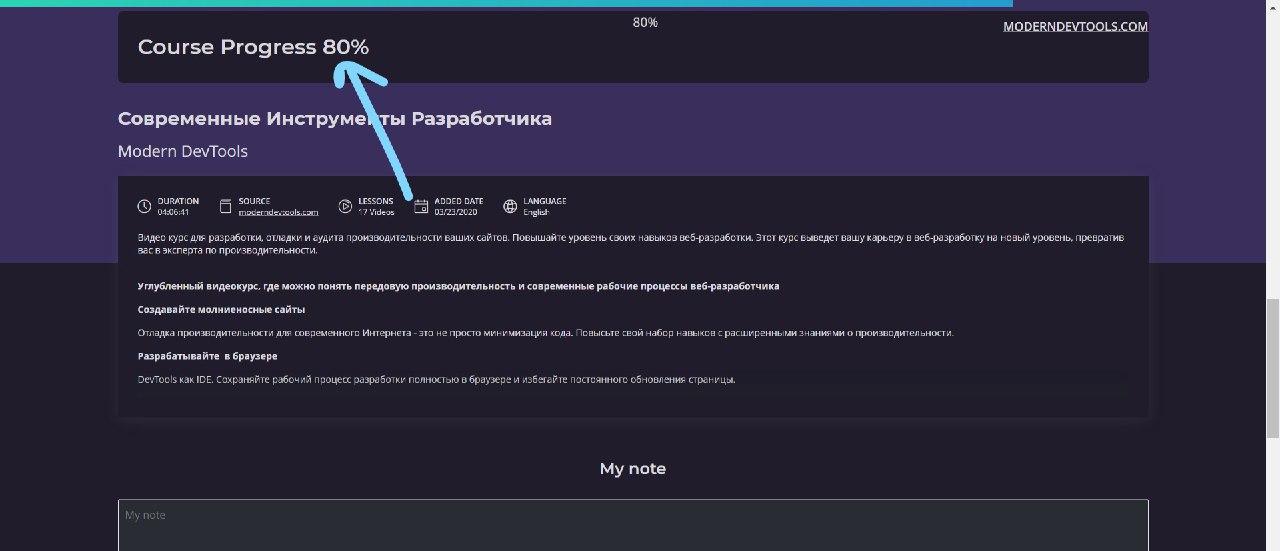 80%
MODERNDEVTOOLS.COM
Course Progress 80%
Современные Инструменты Разработчика
Modern DevTools
DURATION
04:06:41
SOURCE
moderndevtools.com
LESSONS
17 Videos
ADDED DATE
03/23/2020
LANGUAGE
English
Видео курс для разработки, отладки и аудита производительности ваших сайтов. Повышайте уровень своих навыков веб-разработки. Этот курс выведет вашу карьеру в веб-разработку на новый уровень, превратив
вас в эксперта по производительности.
Углубленный видеокурс, где можно понять передовую производительность и современные рабочие процессы веб-разработчика
Создавайте молниеносные сайты
Отладка производительности для современного Интернета - это не просто минимизация кода. Повысьте свой набор навыков с расширенными знаниями о производительности.
Разрабатывайте в браузере
DevTools как IDE. Сохраняйте рабочий процесс разработки полностью в браузере и избегайте постоянного обновления страницы.
My note
My note